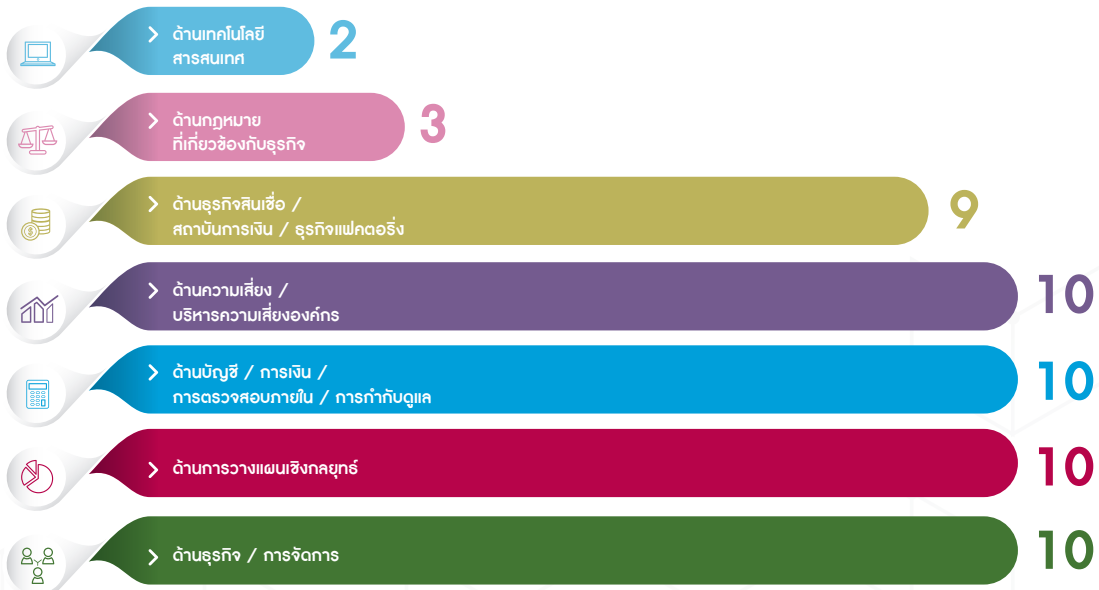 ด้านเทคโนโลยี
สารสนเทศ
2
ด้านกฎหมาย
ที่เกี่ยวข้องกับธุรกิจ
3
ด้านธุรกิจสินเชื่อ /
สถาบันการเงิน / ธุรกิจแฟคตอริ่ง
9
ด้านความเสี่ยง /
บริหารความเสี่ยงองค์กร
10
ด้านบัญชี / การเงิน /
การตรวจสอบภายใน / การกำกับดูแล
10
ด้านการวางแผนเชิงกลยุทธ์
10
ด้านธุรกิจ / การจัดการ
10